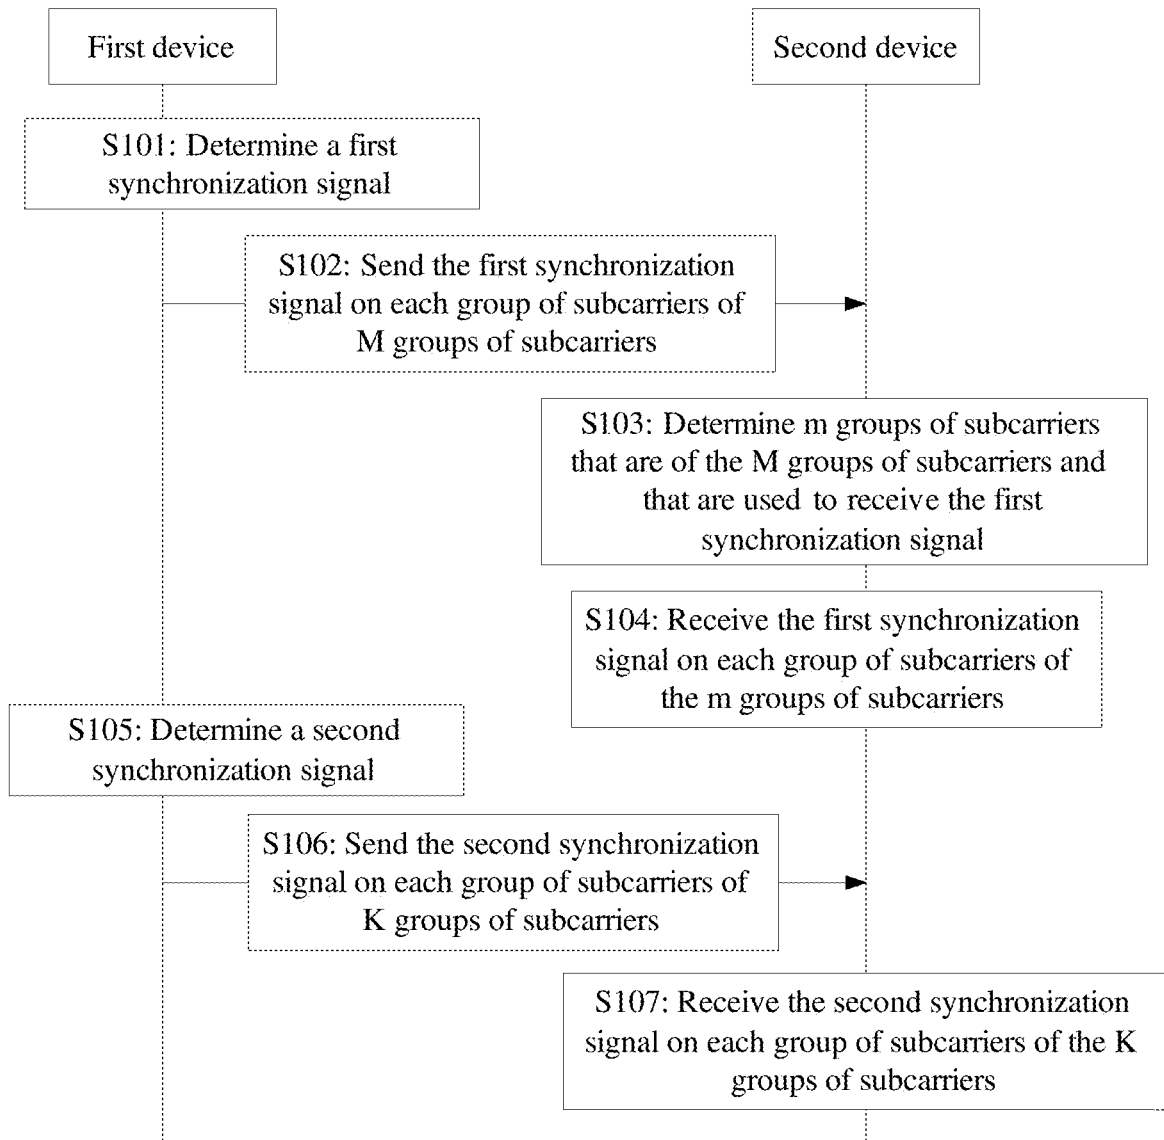 First device
Second device
S101: Determine a first
synchronization signal
S102: Send the first synchronization
signal on each group of subcarriers of
M groups of subcarriers
S103: Determine m groups of subcarriers
that are of the M groups of subcarriers and
that are used to receive the first
synchronization signal
S104: Receive the first synchronization
signal on each group of subcarriers of
the m groups of subcarriers
S105: Determine a second
synchronization signal
S106: Send the second synchronization
signal on each group of subcarriers of
K groups of subcarriers
S107: Receive the second synchronization
signal on each group of subcarriers of the K
groups of subcarriers